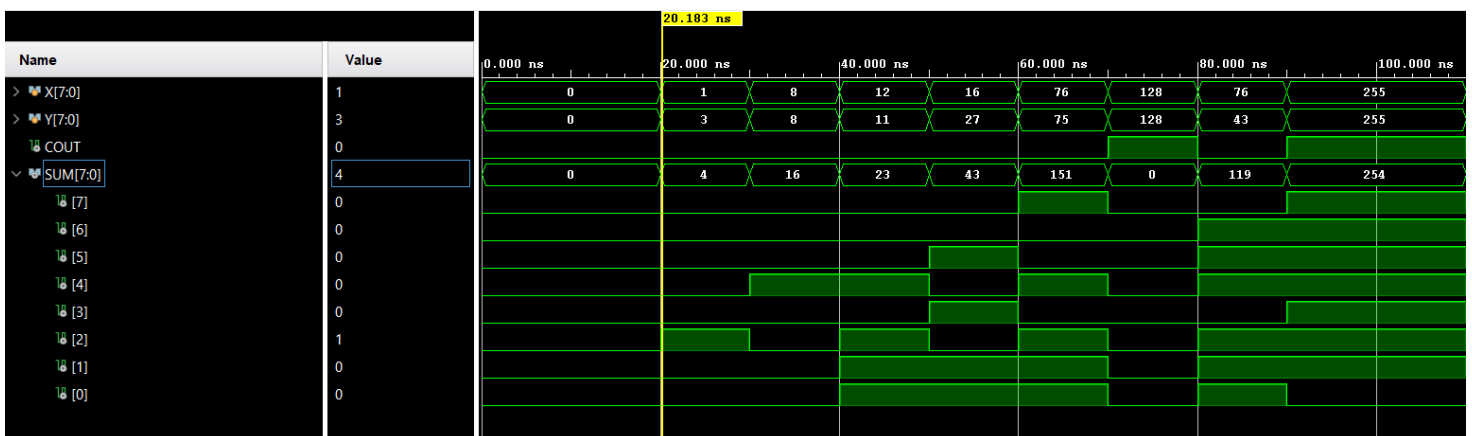 20.183 ns
Name Value 0.000 ns 20.000 ns 40.000 ns 60.000 ns 80.000 ns 100.000 ns
X[7:0] 1 0 1 8 12 16 76 128 76 255
Y[7:0] 3 0 3 8 11 27 75 128 43 255
COUT 0
SUM[7:0] 4 0 4 16 23 43 151 0 119 254
[7] 0
[6] 0
[5] 0
[4] 0
[3] 0
[2] 1
[1] 0
[0] 0